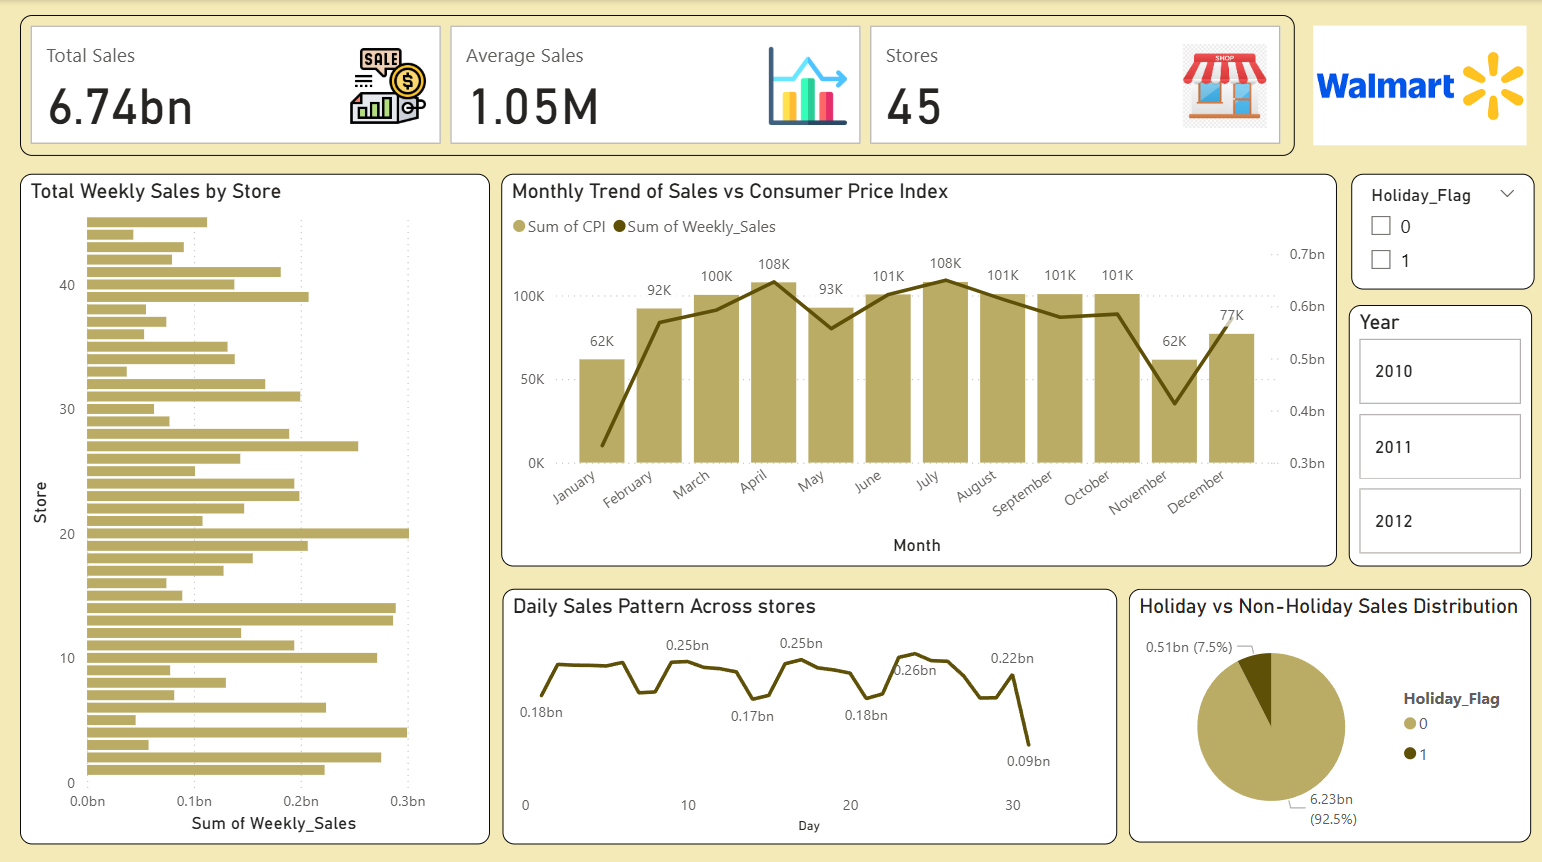 Total Sales
6.74bn
SALE
$
Average Sales
1.05M
Stores
45
SHOP
Walmart
Total Weekly Sales by Store
40
30
20
10
0
Store
0.0bn 0.1bn 0.2bn 0.3bn
Sum of Weekly_Sales
Monthly Trend of Sales vs Consumer Price Index
Sum of CPI Sum of Weekly_Sales
100K
50K
0K
62K 92K 100K 108K 93K 101K 108K 101K 101K 101K 62K 77K
0.7bn
0.6bn
0.5bn
0.4bn
0.3bn
January February March April May June July August September October November December
Month
Holiday_Flag
0
1
Year
2010
2011
2012
Daily Sales Pattern Across stores
0.18bn 0.25bn 0.17bn 0.25bn 0.18bn 0.26bn 0.22bn 0.09bn
0 10 20 30
Day
Holiday vs Non-Holiday Sales Distribution
0.51bn (7.5%)
6.23bn
(92.5%)
Holiday_Flag
0
1